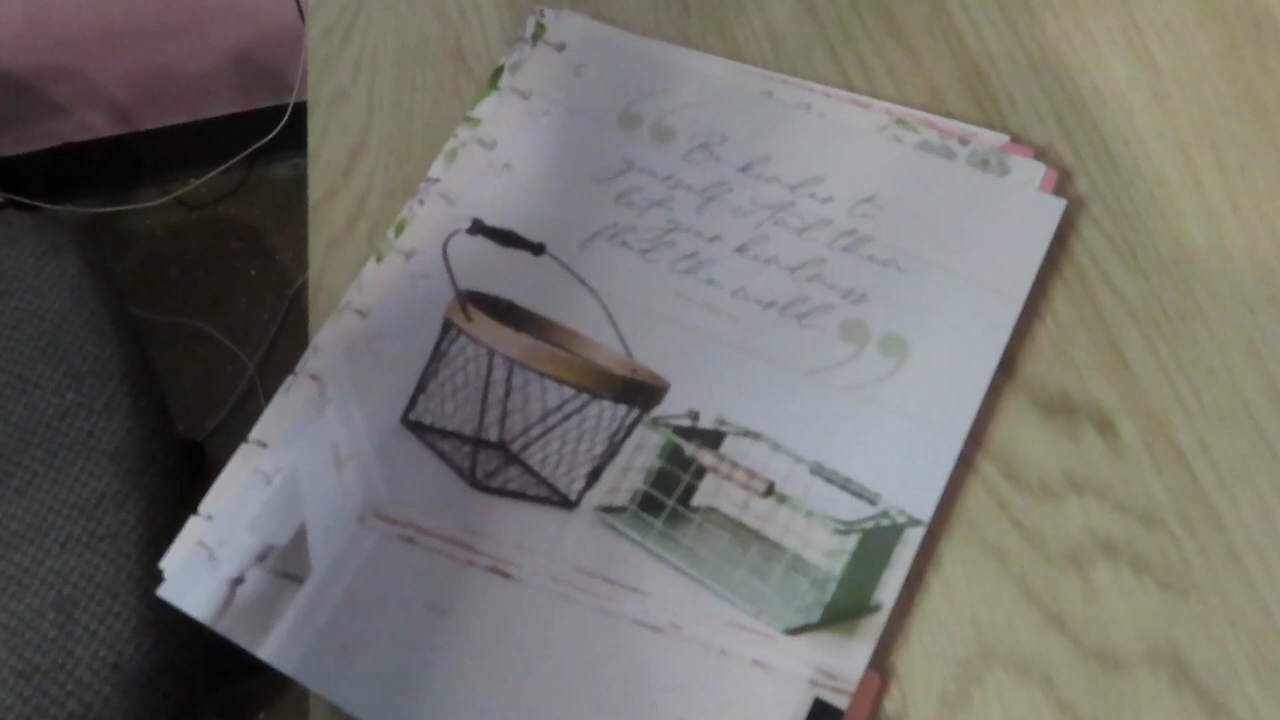 “Be kinder to
yourself. And then
let your kindness
flood the world.”